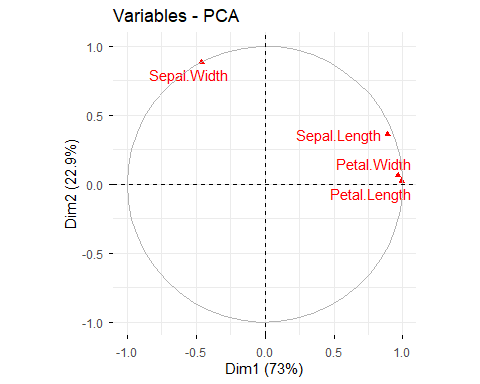 Variables - PCA
1.0
Sepal.Width
0.5
Sepal.Length
Petal.Width
0.0
Petal.Length
-0.5
-1.0
Dim2 (22.9%)
-1.0 -0.5 0.0 0.5 1.0
Dim1 (73%)